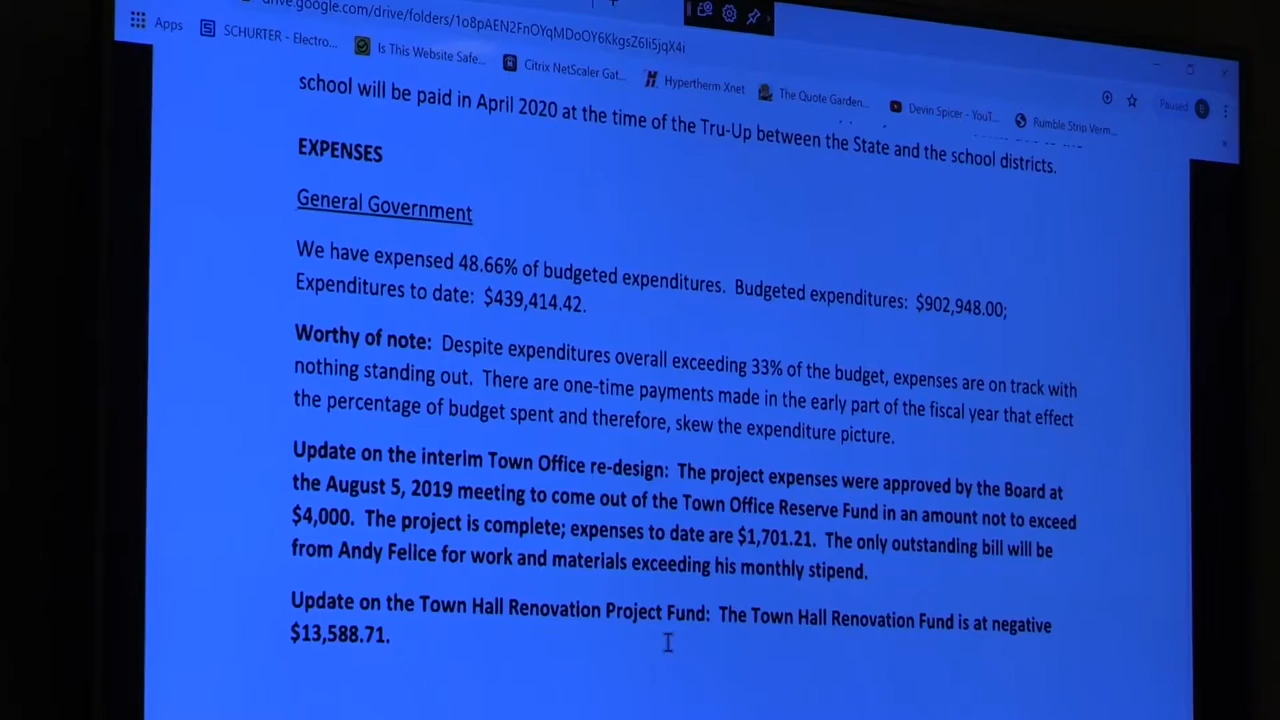 drive.google.com/drive/folders/1o8pAEN2FnOYqMDoOY6KkgsZ6Ii5jqX4i
Apps SCHURTER - Electro... Is This Website Safe... Citrix NetScaler Gat... Hypertherm Xnet The Quote Garden... Devin Spicer - YouT... Rumble Strip Verm...
Paused E
school will be paid in April 2020 at the time of the Tru-Up between the State and the school districts.
EXPENSES
General Government
We have expensed 48.66% of budgeted expenditures. Budgeted expenditures: $902,948.00;
Expenditures to date: $439,414.42.
Worthy of note: Despite expenditures overall exceeding 33% of the budget, expenses are on track with
nothing standing out. There are one-time payments made in the early part of the fiscal year that effect
the percentage of budget spent and therefore, skew the expenditure picture.
Update on the interim Town Office re-design: The project expenses were approved by the Board at
the August 5, 2019 meeting to come out of the Town Office Reserve Fund in an amount not to exceed
$4,000. The project is complete; expenses to date are $1,701.21. The only outstanding bill will be
from Andy Felice for work and materials exceeding his monthly stipend.
Update on the Town Hall Renovation Project Fund: The Town Hall Renovation Fund is at negative
$13,588.71.